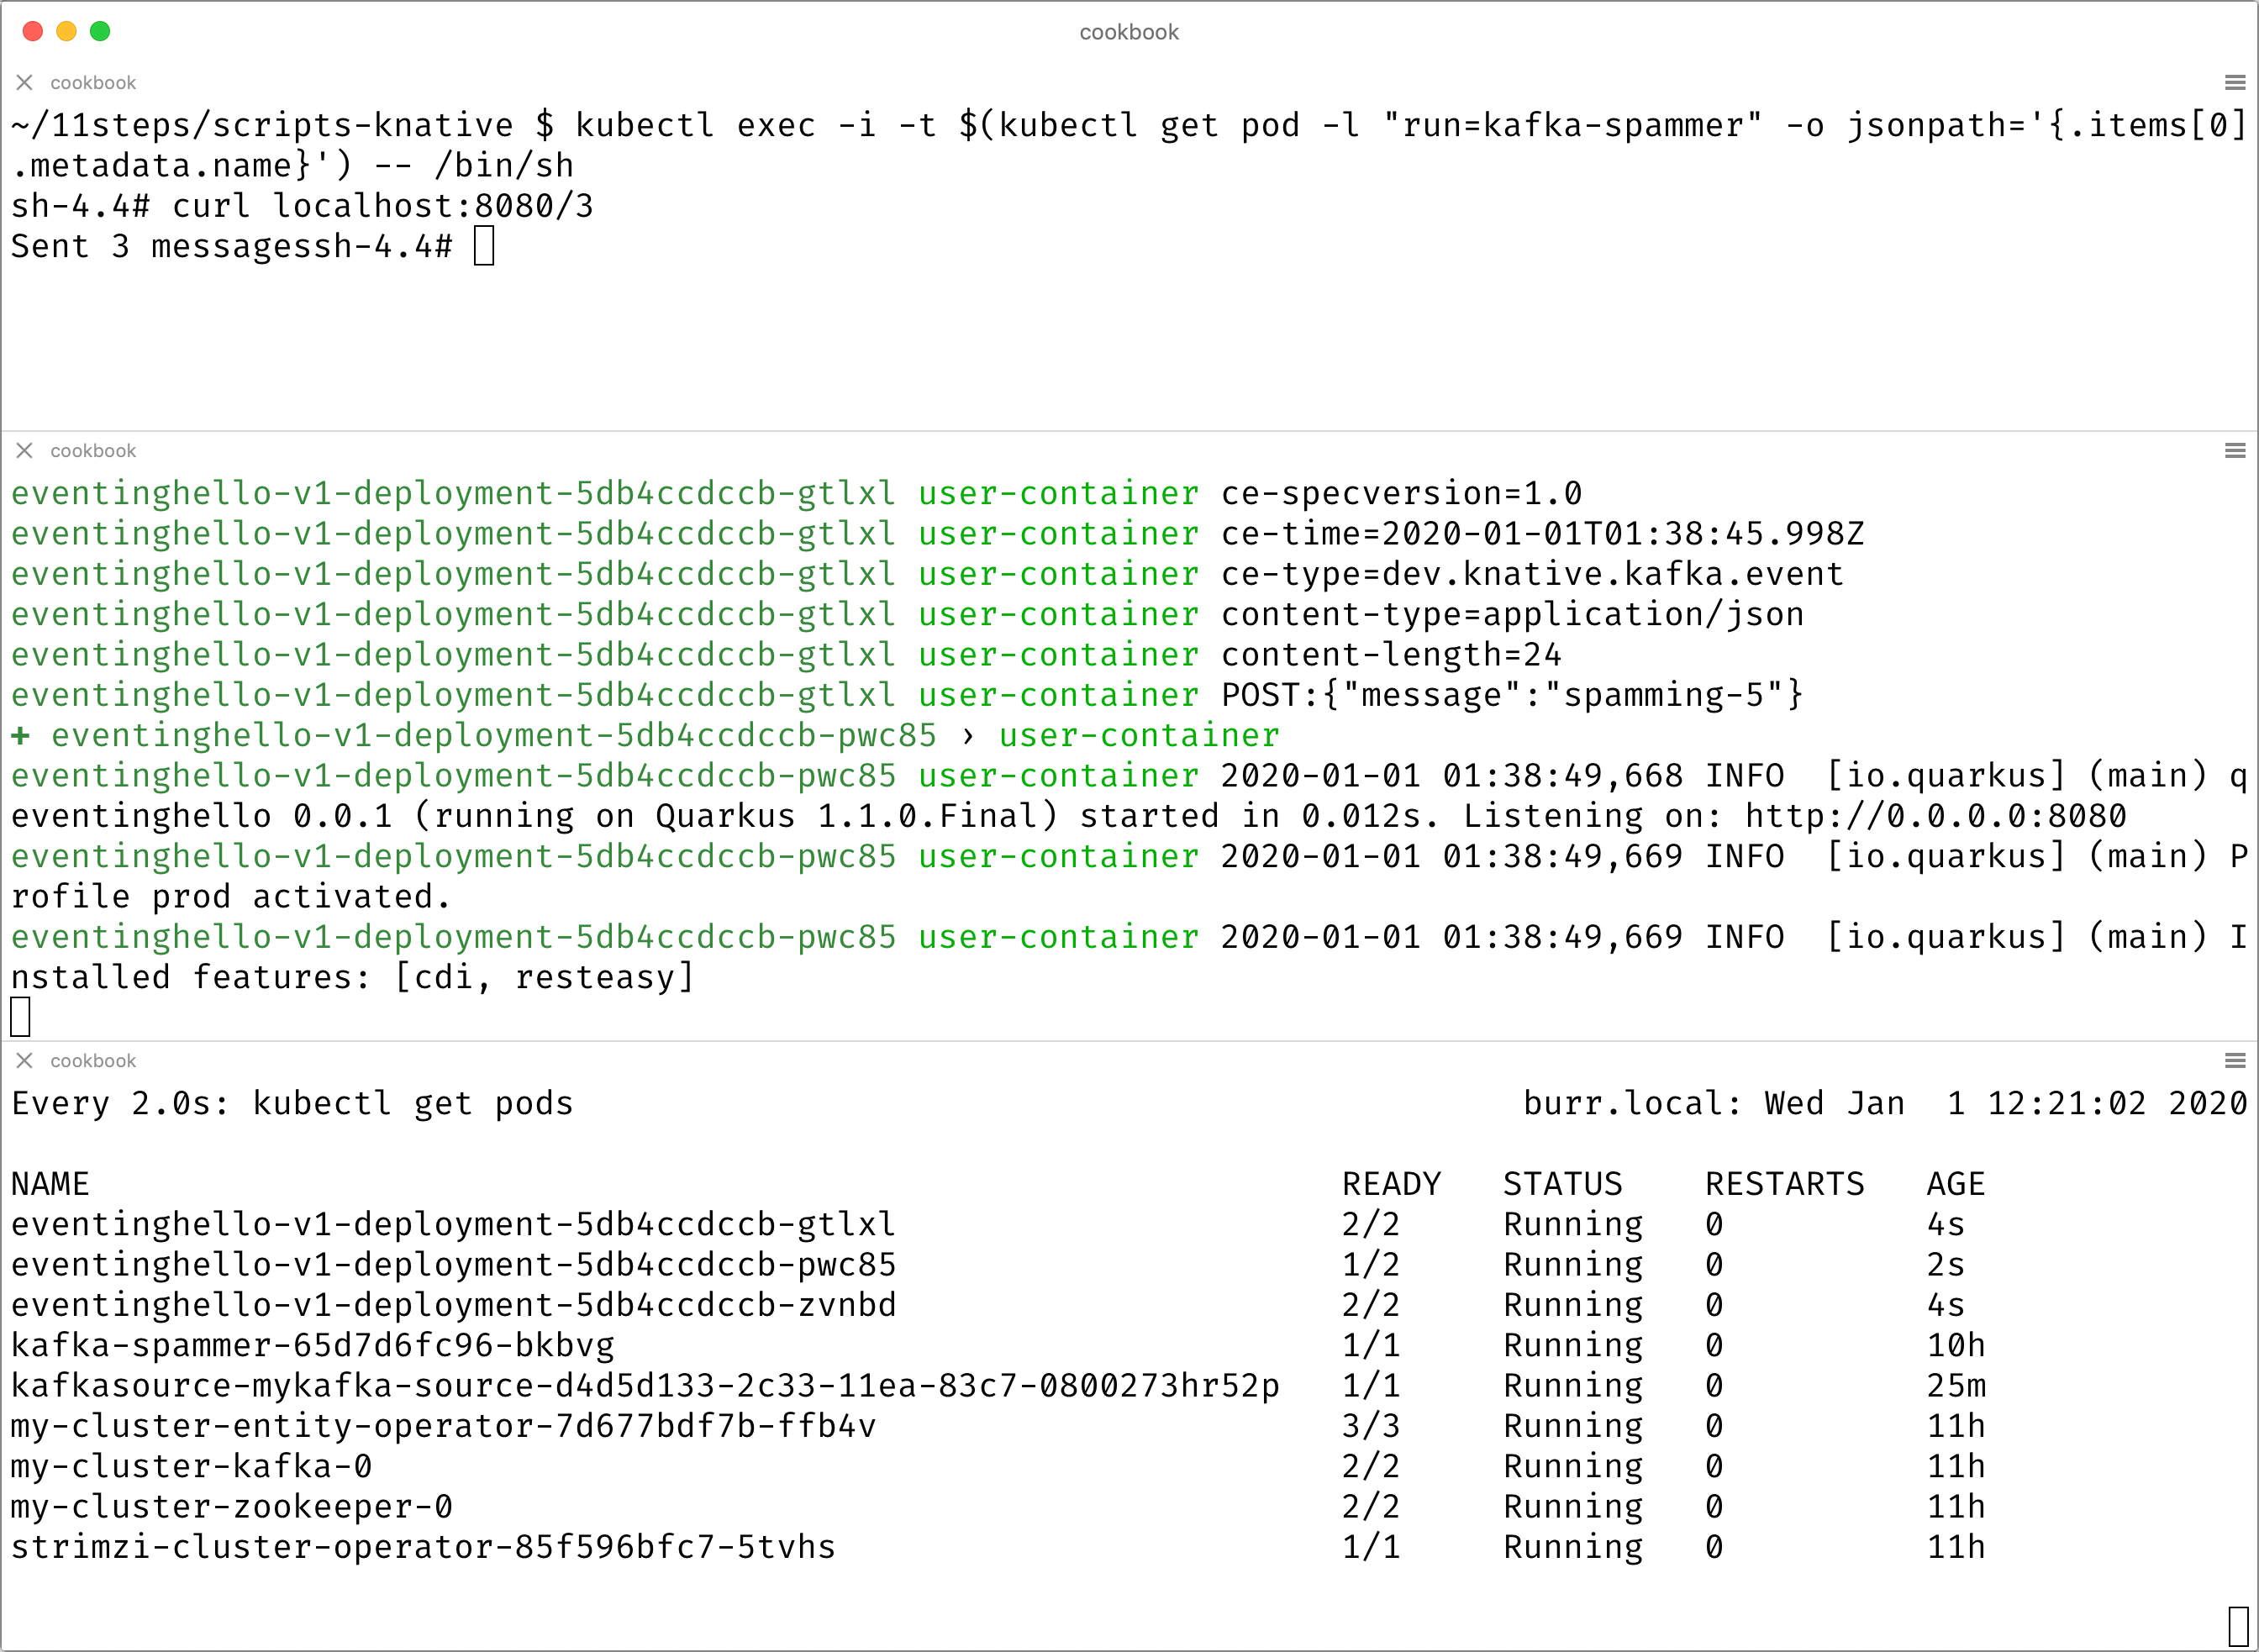 cookbook
cookbook
~/11steps/scripts-knative $ kubectl exec -i -t $(kubectl get pod -l "run=kafka-spammer" -o jsonpath='{.items[0]
.metadata.name}') -- /bin/sh
sh-4.4# curl localhost:8080/3
Sent 3 messagessh-4.4#
cookbook
eventinghello-v1-deployment-5db4ccdccb-gtlxl user-container ce-specversion=1.0
eventinghello-v1-deployment-5db4ccdccb-gtlxl user-container ce-time=2020-01-01T01:38:45.998Z
eventinghello-v1-deployment-5db4ccdccb-gtlxl user-container ce-type=dev.knative.kafka.event
eventinghello-v1-deployment-5db4ccdccb-gtlxl user-container content-type=application/json
eventinghello-v1-deployment-5db4ccdccb-gtlxl user-container content-length=24
eventinghello-v1-deployment-5db4ccdccb-gtlxl user-container POST:{"message":"spamming-5"}
+ eventinghello-v1-deployment-5db4ccdccb-pwc85 › user-container
eventinghello-v1-deployment-5db4ccdccb-pwc85 user-container 2020-01-01 01:38:49,668 INFO  [io.quarkus] (main) q
eventinghello 0.0.1 (running on Quarkus 1.1.0.Final) started in 0.012s. Listening on: http://0.0.0.0:8080
eventinghello-v1-deployment-5db4ccdccb-pwc85 user-container 2020-01-01 01:38:49,669 INFO  [io.quarkus] (main) P
rofile prod activated.
eventinghello-v1-deployment-5db4ccdccb-pwc85 user-container 2020-01-01 01:38:49,669 INFO  [io.quarkus] (main) I
nstalled features: [cdi, resteasy]
cookbook
Every 2.0s: kubectl get pods burr.local: Wed Jan  1 12:21:02 2020
NAME READY STATUS RESTARTS AGE
eventinghello-v1-deployment-5db4ccdccb-gtlxl 2/2 Running 0 4s
eventinghello-v1-deployment-5db4ccdccb-pwc85 1/2 Running 0 2s
eventinghello-v1-deployment-5db4ccdccb-zvnbd 2/2 Running 0 4s
kafka-spammer-65d7d6fc96-bkbvg 1/1 Running 0 10h
kafkasource-mykafka-source-d4d5d133-2c33-11ea-83c7-0800273hr52p 1/1 Running 0 25m
my-cluster-entity-operator-7d677bdf7b-ffb4v 3/3 Running 0 11h
my-cluster-kafka-0 2/2 Running 0 11h
my-cluster-zookeeper-0 2/2 Running 0 11h
strimzi-cluster-operator-85f596bfc7-5tvhs 1/1 Running 0 11h